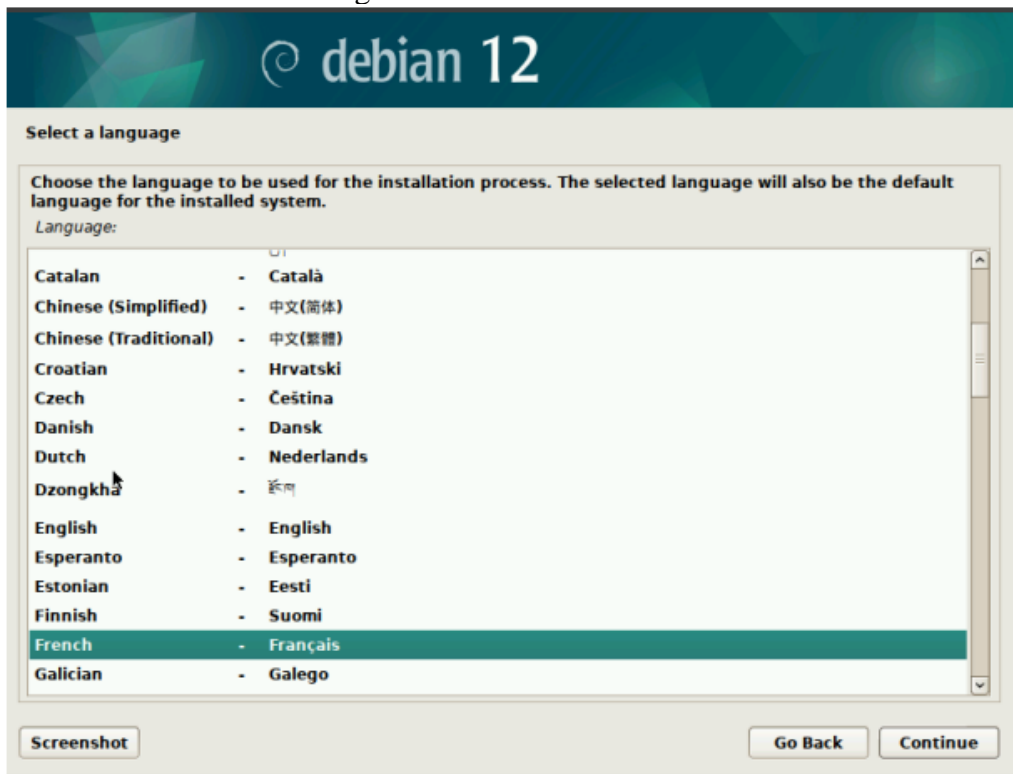 debian 12
Select a language
Choose the language to be used for the installation process. The selected language will also be the default
language for the installed system.
Language:
Catalan - Català
Chinese (Simplified) - 中文(简体)
Chinese (Traditional) - 中文(繁體)
Croatian - Hrvatski
Czech - Čeština
Danish - Dansk
Dutch - Nederlands
Dzongkha - རྫོང་ཁ།
English - English
Esperanto - Esperanto
Estonian - Eesti
Finnish - Suomi
French - Français
Galician - Galego
Screenshot Go Back Continue